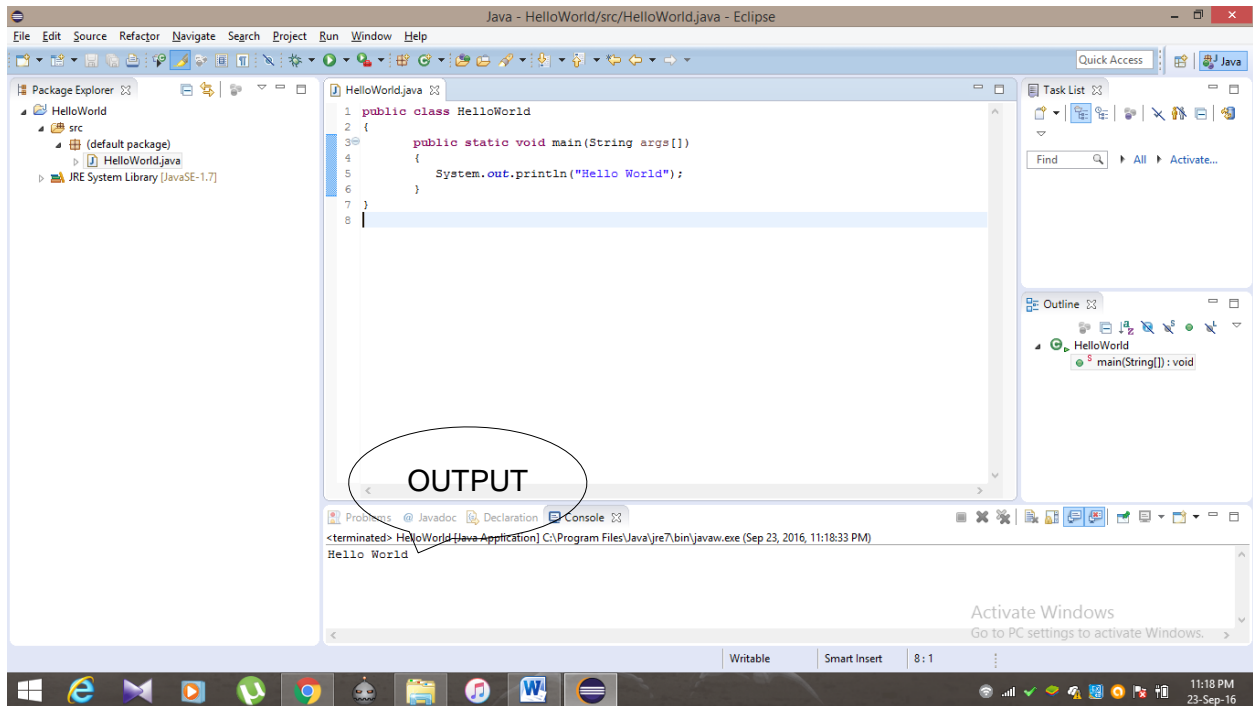 Java - HelloWorld/src/HelloWorld.java - Eclipse
File Edit Source Refactor Navigate Search Project Run Window Help
Quick Access Java
Package Explorer
HelloWorld
src
(default package)
HelloWorld.java
JRE System Library [JavaSE-1.7]
HelloWorld.java
1 public class HelloWorld
2 {
3 public static void main(String args[])
4 {
5 System.out.println("Hello World");
6 }
7 }
8
Task List
Find All Activate...
Outline
HelloWorld
main(String[]) : void
OUTPUT
Problems @ Javadoc Declaration Console
<terminated> HelloWorld [Java Application] C:\Program Files\Java\jre7\bin\javaw.exe (Sep 23, 2016, 11:18:33 PM)
Hello World
Activate Windows
Go to PC settings to activate Windows.
Writable Smart Insert 8 : 1
11:18 PM
23-Sep-16